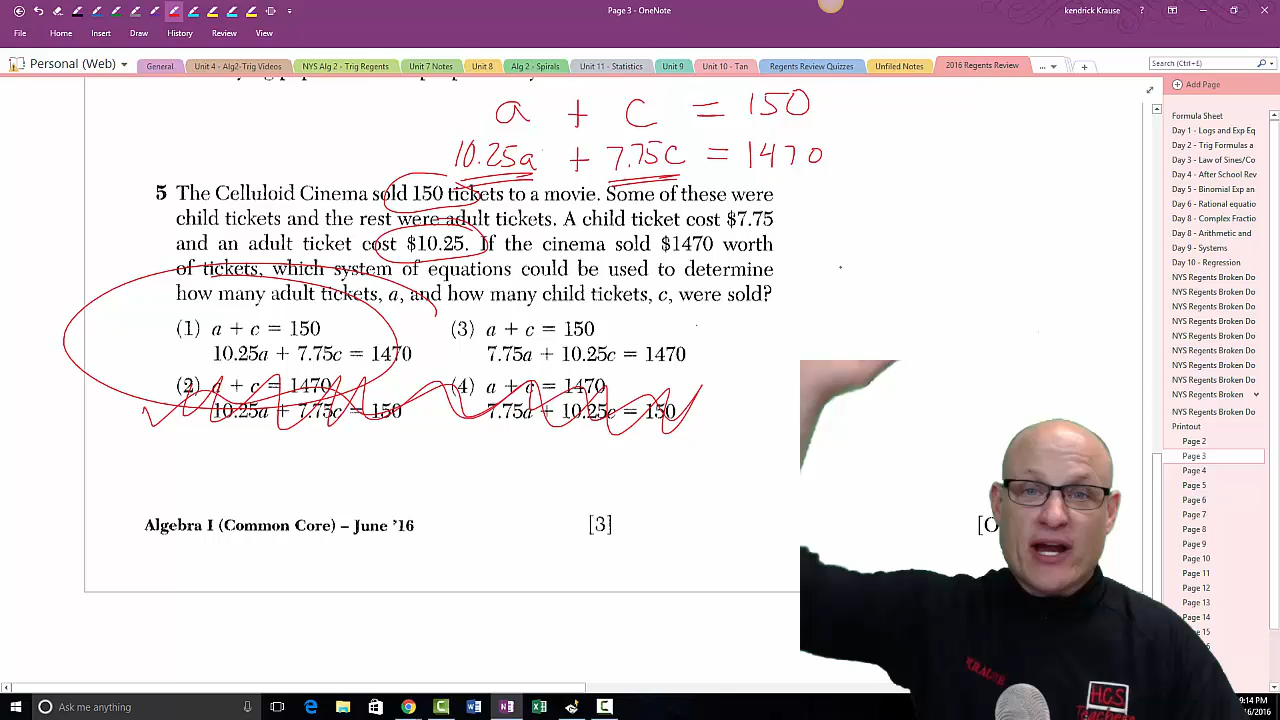 Page 3 - OneNote
kendrick Krause
?
File Home Insert Draw History Review View
Personal (Web)
General
Unit 4 - Alg2-Trig Videos
NYS Alg 2 - Trig Regents
Unit 7 Notes
Unit 8
Alg 2 - Spirals
Unit 11 - Statistics
Unit 9
Unit 10 - Tan
Regents Review Quizzes
Unfiled Notes
2016 Regents Review
...
Search (Ctrl+E)
a + c = 150
10.25a + 7.75c = 1470
5 The Celluloid Cinema sold 150 tickets to a movie. Some of these were
child tickets and the rest were adult tickets. A child ticket cost $7.75
and an adult ticket cost $10.25. If the cinema sold $1470 worth
of tickets, which system of equations could be used to determine
how many adult tickets, a, and how many child tickets, c, were sold?
(1) a + c = 150
10.25a + 7.75c = 1470
(2) a + c = 1470
10.25a + 7.75c = 150
(3) a + c = 150
7.75a + 10.25c = 1470
(4) a + c = 1470
7.75a + 10.25c = 150
Algebra I (Common Core) – June ’16
[3]
[O
Add Page
Formula Sheet
Day 1 - Logs and Exp Eq
Day 2 - Trig Formulas a
Day 3 - Law of Sines/Co
Day 4 - After School Rev
Day 5 - Binomial Exp an
Day 6 - Rational equatio
Day 8 - Complex Fractio
Day 8 - Arithmetic and
Day 9 - Systems
Day 10 - Regression
NYS Regents Broken Do
NYS Regents Broken Do
NYS Regents Broken Do
NYS Regents Broken Do
NYS Regents Broken Do
NYS Regents Broken Do
NYS Regents Broken Do
NYS Regents Broken
NYS Regents Broken Do
Printout
Page 2
Page 3
Page 4
Page 5
Page 6
Page 7
Page 8
Page 9
Page 10
Page 11
Page 12
Page 13
Page 14
15
16
KRAUSE
HGS
Teacher
Ask me anything
9:14 PM
16/2016